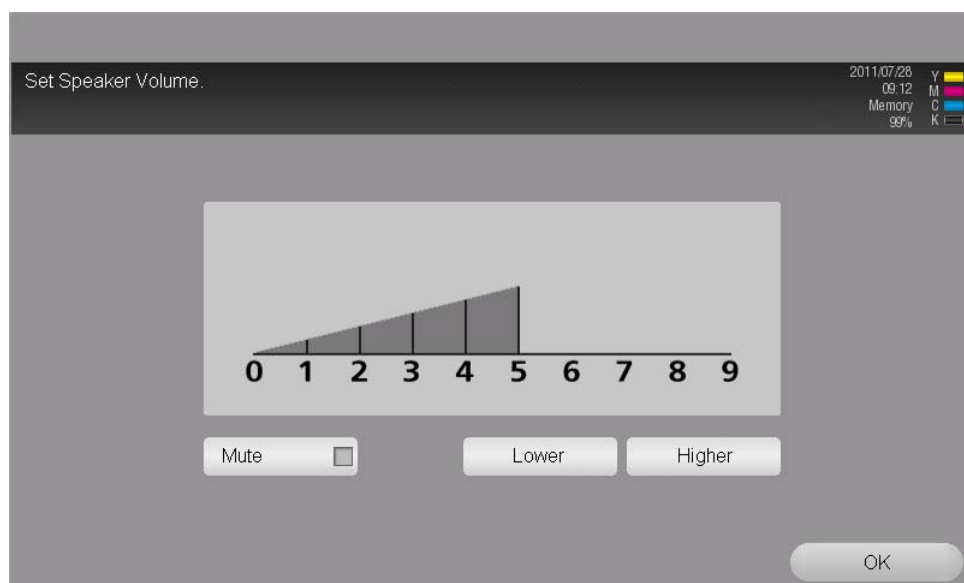 Set Speaker Volume.
2011/07/28
09:12
Memory
99%
Y
M
C
K
0 1 2 3 4 5 6 7 8 9
Mute
Lower
Higher
OK